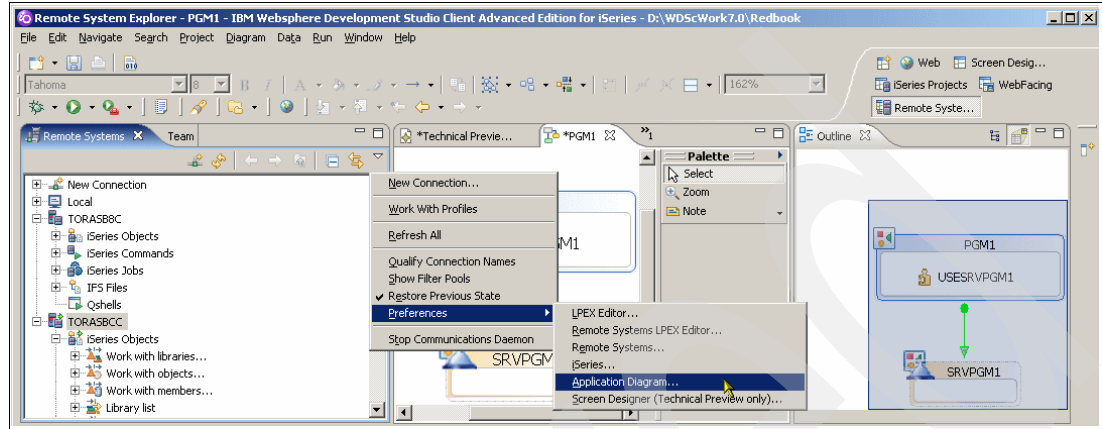 Remote System Explorer - PGM1 - IBM Websphere Development Studio Client Advanced Edition for iSeries - D:\WDScWork7.0\Redbook
File Edit Navigate Search Project Diagram Data Run Window Help
Tahoma 8 B I A 162%
Web Screen Desig...
iSeries Projects WebFacing
Remote Syste...
Remote Systems Team
*Technical Previe... *PGM1 »1
Outline
New Connection
Local
TORASB8C
iSeries Objects
iSeries Commands
iSeries Jobs
IFS Files
Qshells
TORASBCC
iSeries Objects
Work with libraries...
Work with objects...
Work with members...
Library list
New Connection...
Work With Profiles
Refresh All
Qualify Connection Names
Show Filter Pools
Restore Previous State
Preferences
Stop Communications Daemon
LPEX Editor...
Remote Systems LPEX Editor...
Remote Systems...
iSeries...
Application Diagram...
Screen Designer (Technical Preview only)...
M1
SRVPGM
Palette
Select
Zoom
Note
PGM1
USESRVPGM1
SRVPGM1